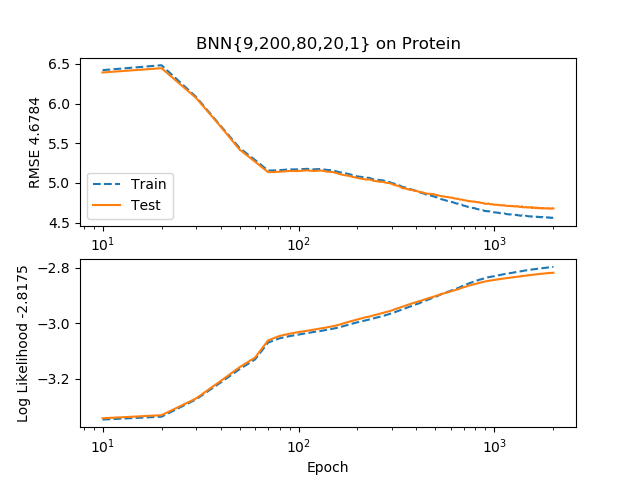 BNN{9,200,80,20,1} on Protein
RMSE 4.6784
6.5
6.0
5.5
5.0
4.5
Train
Test
10¹ 10² 10³
Log Likelihood -2.8175
−2.8
−3.0
−3.2
10¹ 10² 10³
Epoch